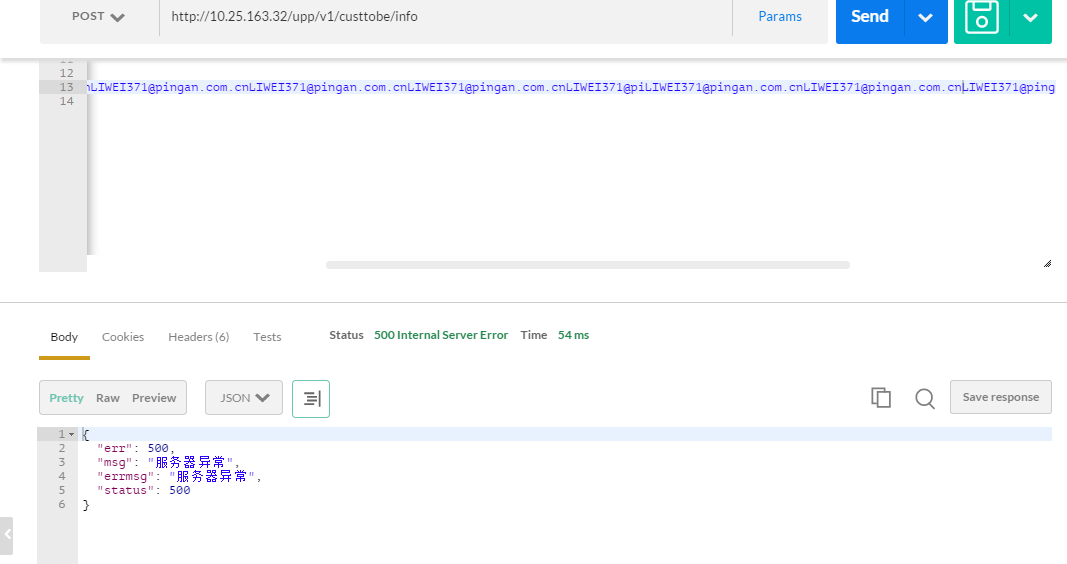 POST http://10.25.163.32/upp/v1/custtobe/info Params Send
12
13 LIWEI371@pingan.com.cnLIWEI371@pingan.com.cnLIWEI371@pingan.com.cnLIWEI371@piLIWEI371@pingan.com.cnLIWEI371@pingan.com.cnLIWEI371@ping
14
Body Cookies Headers (6) Tests Status 500 Internal Server Error Time 54 ms
Pretty Raw Preview JSON Save response
1 {
2 "err": 500,
3 "msg": "服务器异常",
4 "errmsg": "服务器异常",
5 "status": 500
6 }